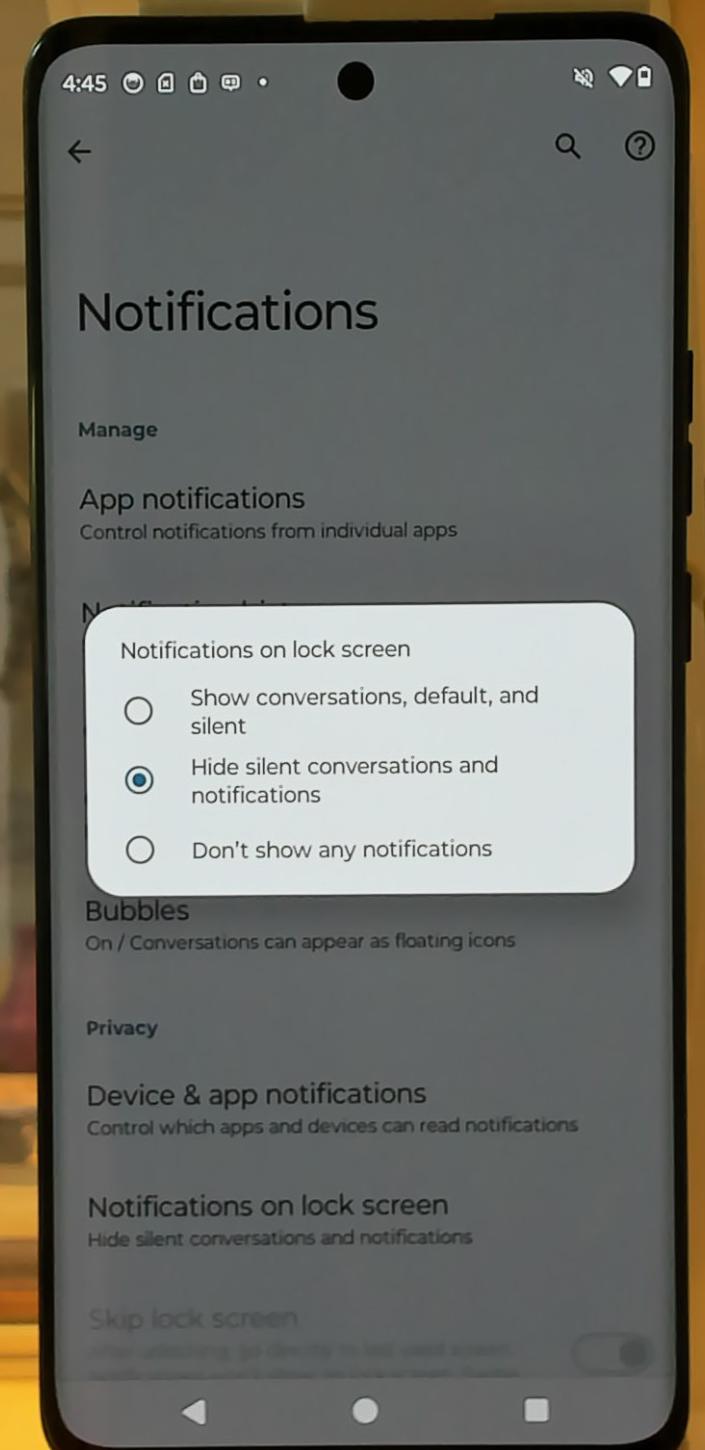 4:45
Notifications
Manage
App notifications
Control notifications from individual apps
Notifications on lock screen
Show conversations, default, and
silent
Hide silent conversations and
notifications
Don't show any notifications
Bubbles
On / Conversations can appear as floating icons
Privacy
Device & app notifications
Control which apps and devices can read notifications
Notifications on lock screen
Hide silent conversations and notifications
Skip lock screen